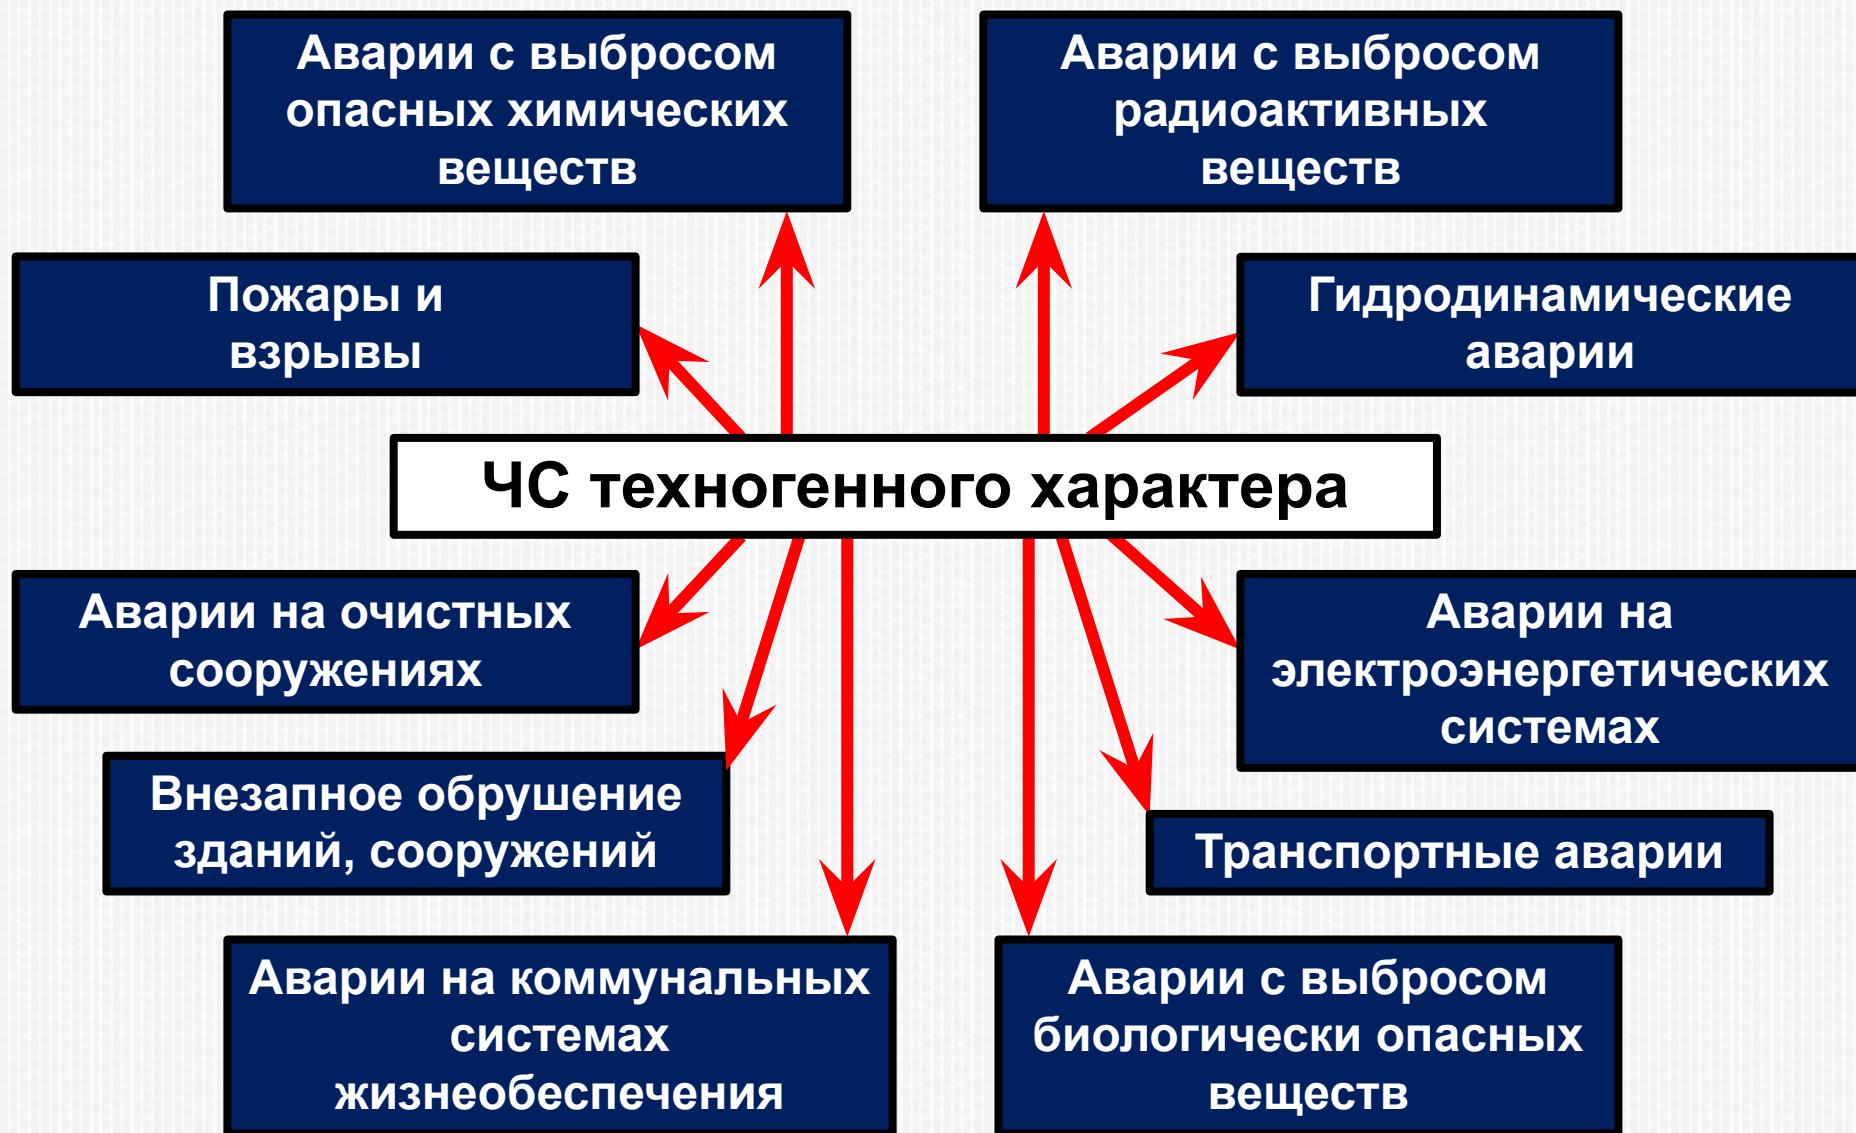 Аварии с выбросом
опасных химических
веществ
Аварии с выбросом
радиоактивных
веществ
Пожары и
взрывы
Гидродинамические
аварии
ЧС техногенного характера
Аварии на очистных
сооружениях
Аварии на
электроэнергетических
системах
Внезапное обрушение
зданий, сооружений
Транспортные аварии
Аварии на коммунальных
системах
жизнеобеспечения
Аварии с выбросом
биологически опасных
веществ